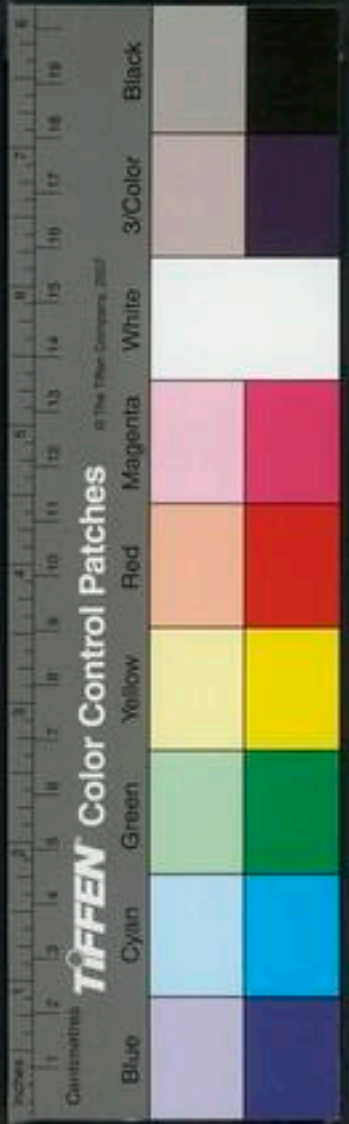 Inches 1 2 3 4 5 6 7 8
Centimetres 1 2 3 4 5 6 7 8 9 10 11 12 13 14 15 16 17 18 19
TIFFEN Color Control Patches © The Tiffen Company, 2007
Blue Cyan Green Yellow Red Magenta White 3/Color Black